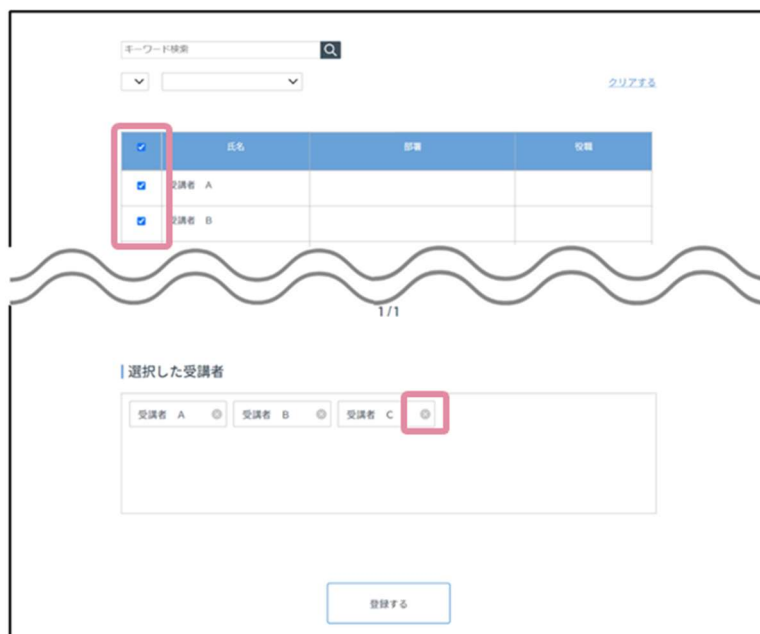 キーワード検索
クリアする
氏名 部署 役職
受講者 A
受講者 B
1/1
選択した受講者
受講者 A 受講者 B 受講者 C
登録する